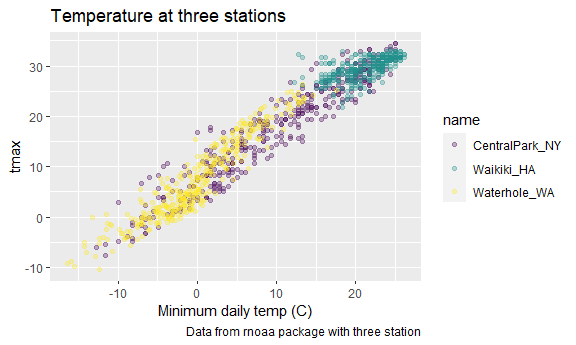 Temperature at three stations
30
20
10
0
-10
tmax
-10 0 10 20
Minimum daily temp (C)
Data from rnoaa package with three station
name
CentralPark_NY
Waikiki_HA
Waterhole_WA